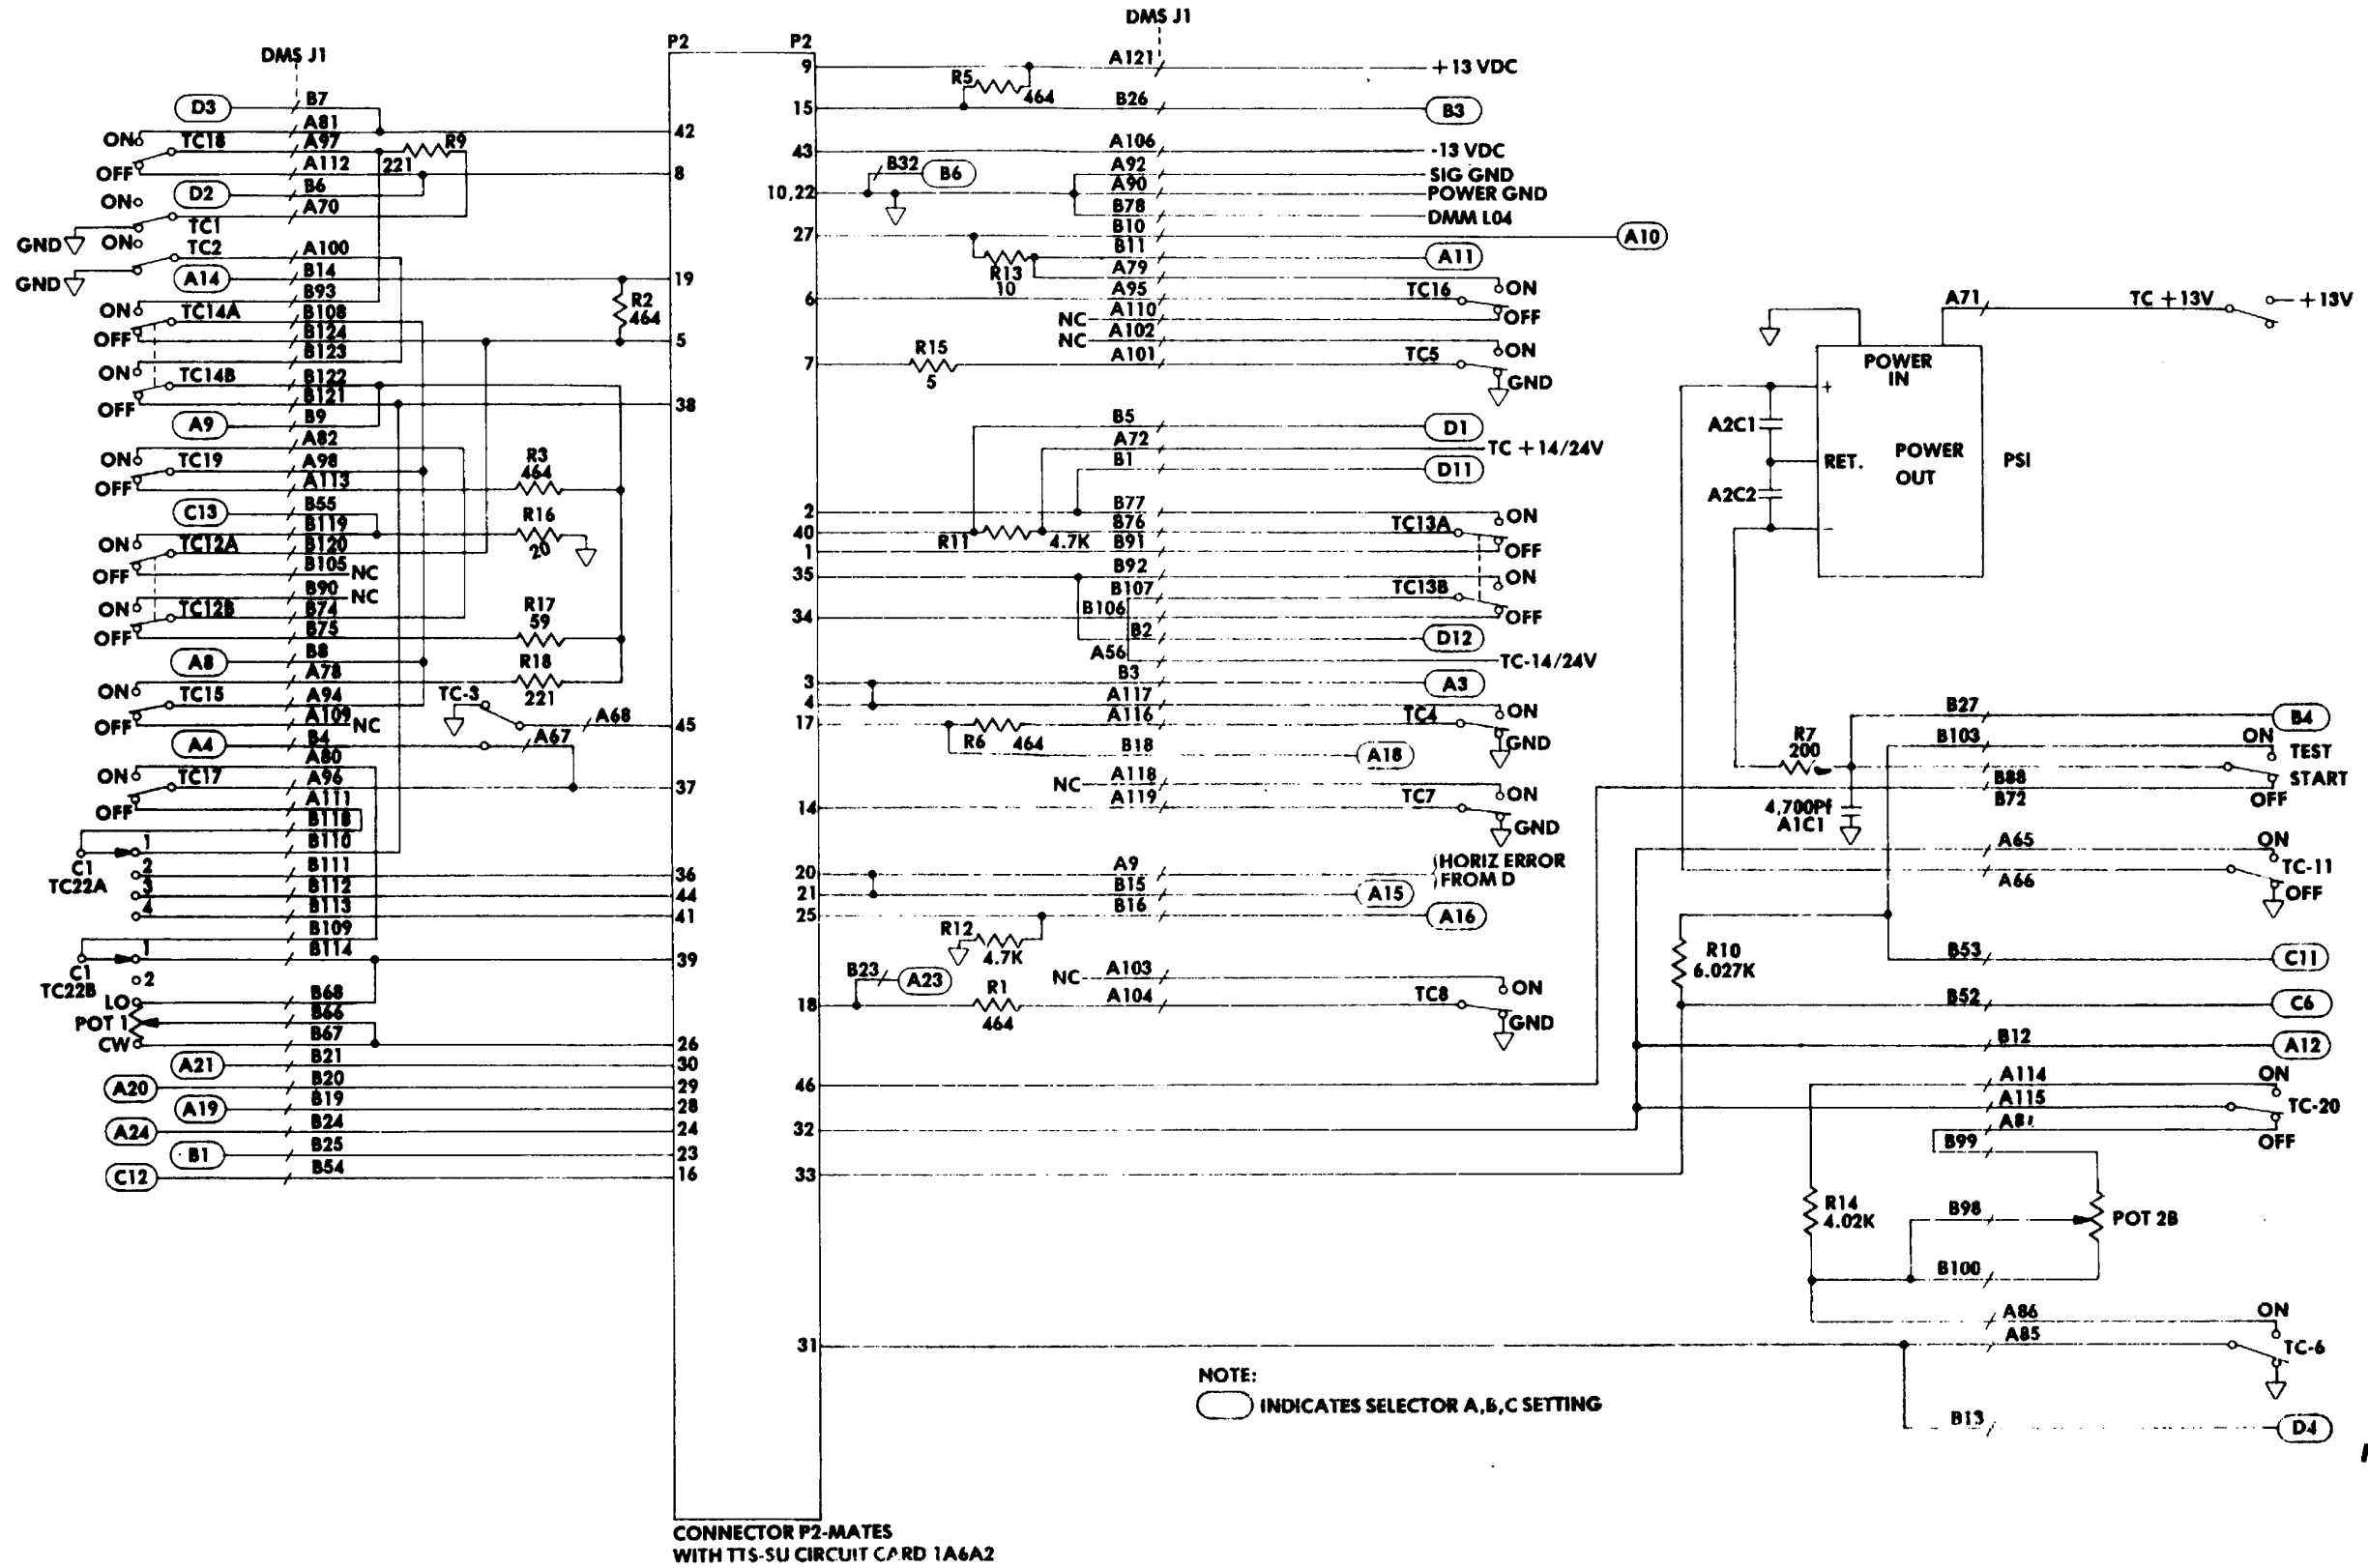 DMS J1
DMS J1
P2
P2
D3
B7
A81
42
ON
TC18
A97
R9
221
OFF
A112
8
D2
B6
ON
A70
TC1
GND
ON
TC2
A100
GND
A14
B14
19
B93
R2
464
ON
TC14A
B108
OFF
B124
5
B123
ON
TC14B
B122
OFF
B121
38
A9
B9
A82
ON
TC19
A98
R3
464
OFF
A113
C13
B55
B119
R16
20
ON
TC12A
B120
OFF
B105
NC
B90
NC
ON
TC12B
B74
R17
59
OFF
B75
A8
B8
R18
221
A78
ON
TC15
A94
OFF
A109
NC
TC-3
A68
45
A4
B4
A67
A80
ON
TC17
A96
37
OFF
A111
B118
1
B110
C1
TC22A
2
B111
36
3
B112
44
4
B113
41
B109
1
B114
39
C1
TC22B
2
LO
B68
POT 1
B66
CW
B67
26
A21
B21
30
A20
B20
29
A19
B19
28
A24
B24
24
B1
B25
23
C12
B54
16
9
A121
+13 VDC
R5
464
15
B26
B3
43
A106
-13 VDC
B32
B6
A92
SIG GND
10,22
A90
POWER GND
B78
DMM L04
27
B10
A10
B11
A11
R13
10
A79
ON
6
A95
TC16
NC
A110
OFF
NC
A102
ON
7
R15
5
A101
TC5
GND
B5
D1
A72
TC +14/24V
B1
D11
2
B77
ON
40
R11
4.7K
B76
TC13A
1
B91
OFF
35
B92
ON
B107
TC13B
34
B106
OFF
B2
D12
A56
TC-14/24V
3
B3
A3
4
A117
ON
17
A116
TC4
R6
464
GND
B18
A18
NC
A118
ON
14
A119
TC7
GND
20
A9
HORIZ ERROR
FROM D
21
B15
A15
25
B16
A16
R12
4.7K
B23
A23
NC
A103
ON
18
R1
464
A104
TC8
GND
46
32
33
31
A71
TC +13V
+13V
POWER
IN
+
A2C1
RET.
POWER
OUT
PSI
A2C2
-
B27
B4
R7
200
B103
ON
TEST
START
B88
B72
OFF
4,700Pf
A1C1
A65
ON
TC-11
A66
OFF
R10
6.027K
B53
C11
B52
C6
B12
A12
A114
ON
A115
TC-20
OFF
B99
R14
4.02K
B98
POT 2B
B100
A86
ON
A85
TC-6
B13
D4
NOTE:
INDICATES SELECTOR A,B,C SETTING
CONNECTOR P2-MATES
WITH TTS-SU CIRCUIT CARD 1A6A2